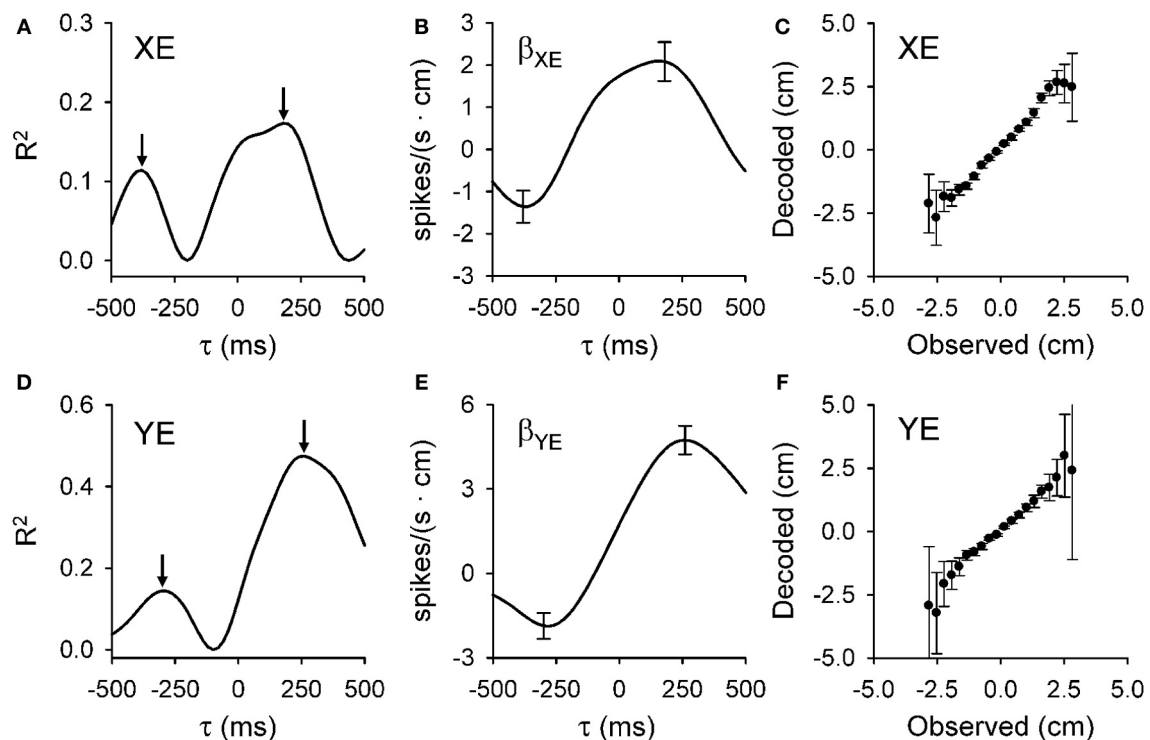 A
XE
R²
0.3
0.2
0.1
0.0
-500 -250 0 250 500
τ (ms)
B
βXE
spikes/(s · cm)
3
2
1
0
-1
-2
-3
-500 -250 0 250 500
τ (ms)
C
XE
Decoded (cm)
5.0
2.5
0.0
-2.5
-5.0
-5.0 -2.5 0.0 2.5 5.0
Observed (cm)
D
YE
R²
0.6
0.4
0.2
0.0
-500 -250 0 250 500
τ (ms)
E
βYE
spikes/(s · cm)
6
3
0
-3
-500 -250 0 250 500
τ (ms)
F
YE
Decoded (cm)
5.0
2.5
0.0
-2.5
-5.0
-5.0 -2.5 0.0 2.5 5.0
Observed (cm)